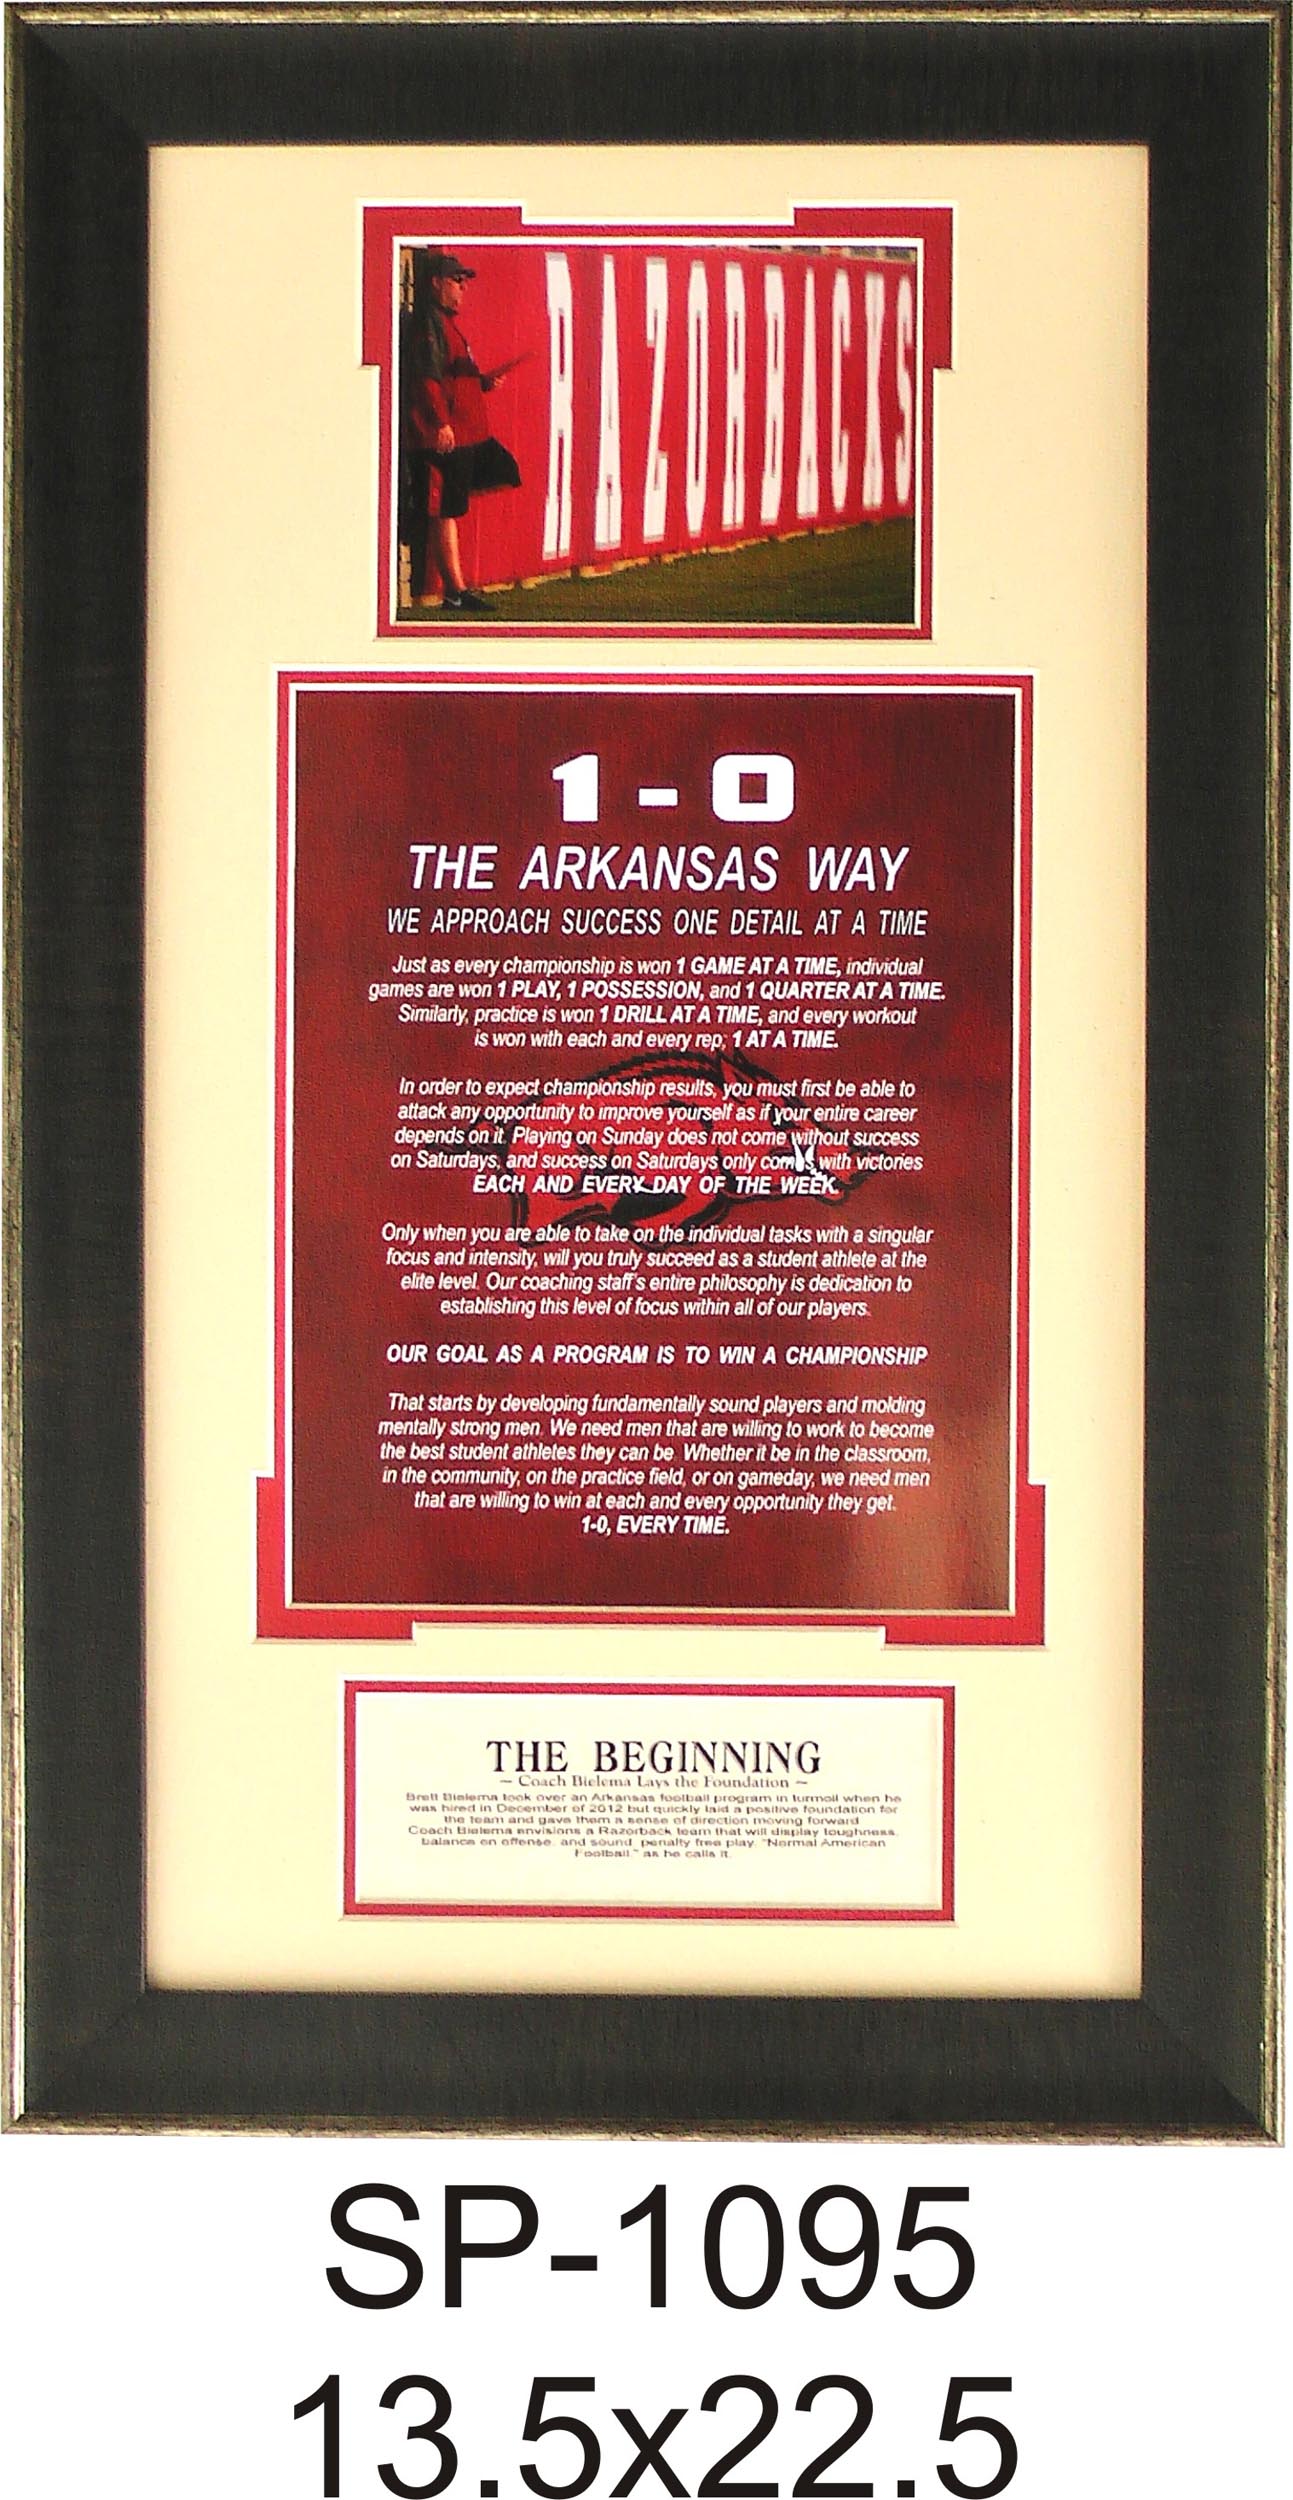 RAZORBACKS
1 - 0
THE ARKANSAS WAY
WE APPROACH SUCCESS ONE DETAIL AT A TIME
Just as every championship is won 1 GAME AT A TIME, individual
games are won 1 PLAY, 1 POSSESSION, and 1 QUARTER AT A TIME.
Similarly, practice is won 1 DRILL AT A TIME, and every workout
is won with each and every rep, 1 AT A TIME.
In order to expect championship results, you must first be able to
attack any opportunity to improve yourself as if your entire career
depends on it. Playing on Sunday does not come without success
on Saturdays, and success on Saturdays only comes with victories
EACH AND EVERY DAY OF THE WEEK.
Only when you are able to take on the individual tasks with a singular
focus and intensity, will you truly succeed as a student athlete at the
elite level. Our coaching staff's entire philosophy is dedication to
establishing this level of focus within all of our players.
OUR GOAL AS A PROGRAM IS TO WIN A CHAMPIONSHIP
That starts by developing fundamentally sound players and molding
mentally strong men. We need men that are willing to work to become
the best student athletes they can be. Whether it be in the classroom,
in the community, on the practice field, or on gameday, we need men
that are willing to win at each and every opportunity they get.
1-0, EVERY TIME.
THE BEGINNING
~ Coach Bielema Lays the Foundation ~
Brett Bielema took over an Arkansas football program in turmoil when he
was hired in December of 2012 but quickly laid a positive foundation for
the team and gave them a sense of direction moving forward.
Coach Bielema envisions a Razorback team that will display toughness,
balance on offense, and sound, penalty free play. "Normal American
Football," as he calls it.
SP-1095
13.5x22.5